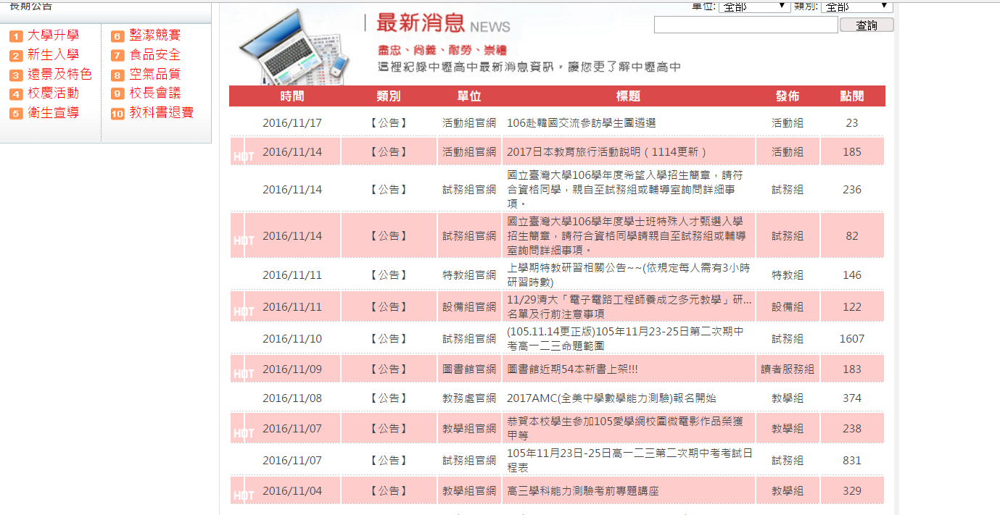 長期公告
1 大學升學
2 新生入學
3 遠景及特色
4 校慶活動
5 衛生宣導
6 整潔競賽
7 食品安全
8 空氣品質
9 校長會議
10 教科書退費
單位: 全部 類別: 全部
查詢
最新消息 NEWS
盡忠、尚義、耐勞、崇禮
這裡紀錄中壢高中最新消息資訊，讓您更了解中壢高中
時間 類別 單位 標題 發佈 點閱
2016/11/17 【公告】 活動組官網 106赴韓國交流參訪學生團遴選 活動組 23
HOT 2016/11/14 【公告】 活動組官網 2017日本教育旅行活動說明（1114更新） 活動組 185
國立臺灣大學106學年度希望入學招生簡章，請符
2016/11/14 【公告】 試務組官網 合資格同學，親自至試務組或輔導室詢問詳細事 試務組 236
項。
國立臺灣大學106學年度學士班特殊人才甄選入學
HOT 2016/11/14 【公告】 試務組官網 招生簡章，請符合資格同學請親自至試務組或輔導 試務組 82
室詢問詳細事項。
2016/11/11 【公告】 特教組官網 上學期特教研習相關公告~~(依規定每人需有3小時 特教組 146
研習時數)
HOT 2016/11/11 【公告】 設備組官網 11/29清大「電子電路工程師養成之多元教學」研... 設備組 122
名單及行前注意事項
2016/11/10 【公告】 試務組官網 (105.11.14更正版)105年11月23-25日第二次期中 試務組 1607
考高一二三命題範圍
HOT 2016/11/09 【公告】 圖書館官網 圖書館近期54本新書上架!!! 讀者服務組 183
2016/11/08 【公告】 教務處官網 2017AMC(全美中學數學能力測驗)報名開始 教學組 374
HOT 2016/11/07 【公告】 教學組官網 恭賀本校學生參加105愛學網校園微電影作品榮獲 教學組 238
甲等
2016/11/07 【公告】 試務組官網 105年11月23日-25日高一二三第二次期中考考試日 試務組 831
程表
HOT 2016/11/04 【公告】 教學組官網 高三學科能力測驗考前專題講座 教學組 329